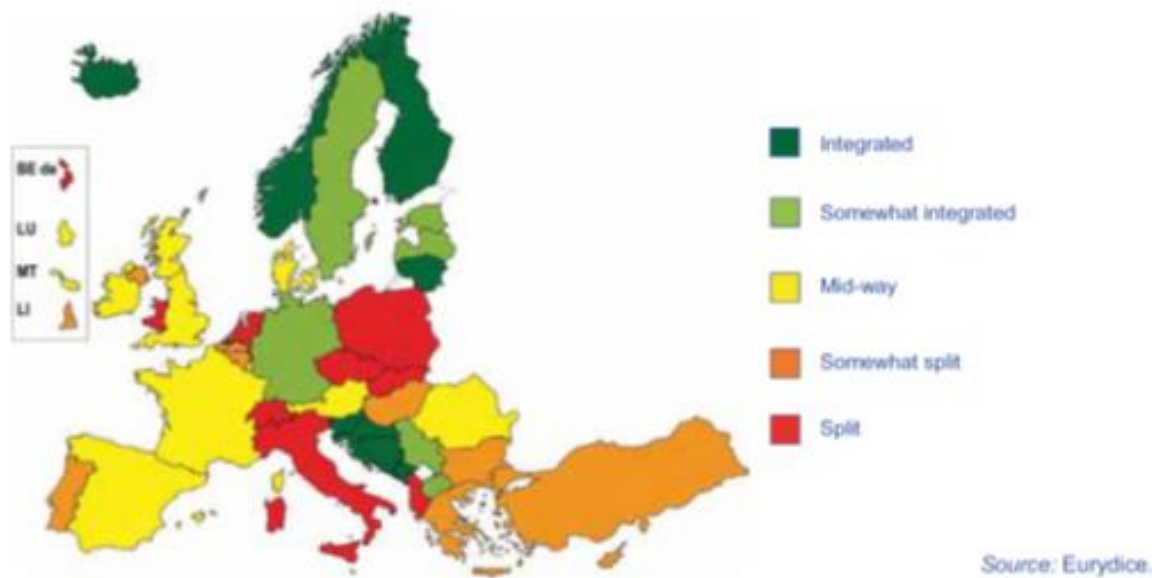 BE de
LU
MT
LI
Integrated
Somewhat integrated
Mid-way
Somewhat split
Split
Source: Eurydice.